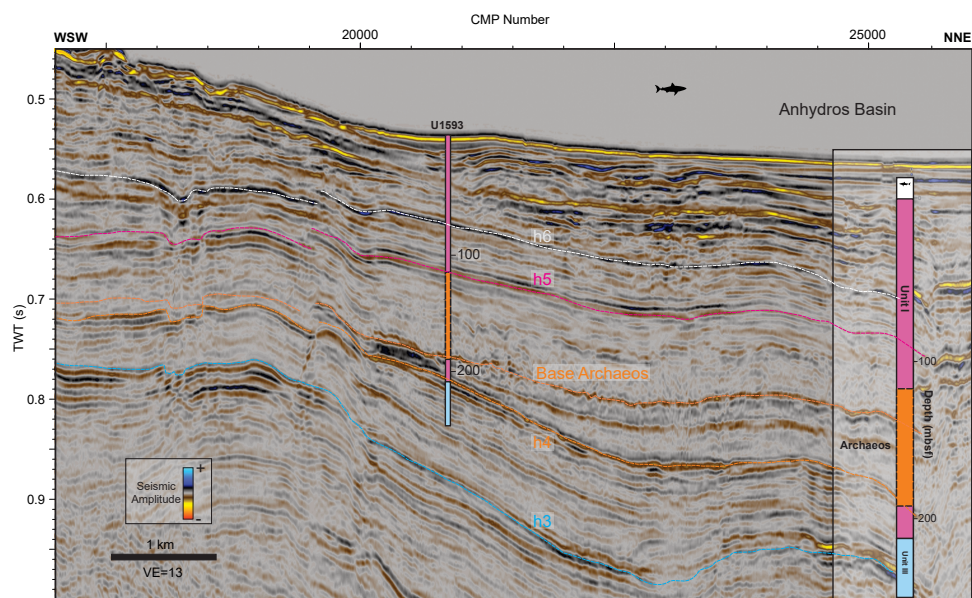 CMP Number
WSW
20000
25000
NNE
0.5
0.6
0.7
0.8
0.9
TWT (s)
Anhydros Basin
U1593
h6
100
h5
200
Base Archaeos
h4
h3
Unit I
100
Depth (mbsf)
Archaeos
200
Unit III
Seismic
Amplitude
+
-
1 km
VE=13